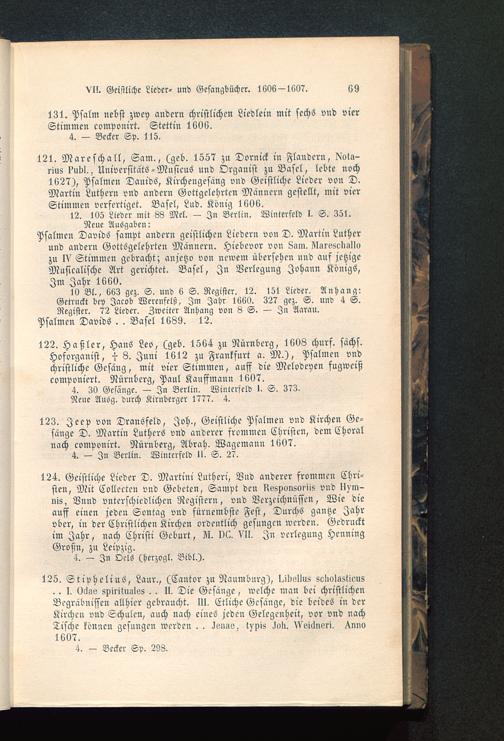 VII. Geistliche Lieder- und Gesangbücher. 1606—1607. 69
131. Psalm nebst zwey andern christlichen Liedlein mit sechs vnd vier
Stimmen componirt. Stettin 1606.
4. — Becker Sp. 115.
121. Mareschall, Sam., (geb. 1557 zu Dornick in Flandern, Nota-
rius Publ., Universitäts-Musicus und Organist zu Basel, lebte noch
1627), Psalmen Dauids, Kirchengesäng vnd Geistliche Lieder von D.
Martin Luthern vnd andern Gottgelehrten Männern gestellt, mit vier
Stimmen verfertiget. Basel, Lud. König 1606.
12. 105 Lieder mit 88 Mel. — In Berlin. Winterfeld I. S. 351.
Neue Ausgaben:
Psalmen Davids sampt andern geistlichen Liedern von D. Martin Luther
und andern Gottsgelehrten Männern. Hiebevor von Sam. Mareschallo
zu IV Stimmen gebracht; anjetzo von newem übersehen und auf jetzige
Musicalische Art gerichtet. Basel, In Verlegung Johann Königs,
Im Jahr 1660.
10 Bl., 663 gez. S. und 6 S. Register. 12. 151 Lieder. Anhang:
Getruckt bey Jacob Werenfels, Im Jahr 1660. 327 gez. S. und 4 S.
Register. 72 Lieder. Zweiter Anhang von 8 S. — In Aarau.
Psalmen Davids . . Basel 1689. 12.
122. Haßler, Hans Leo, (geb. 1564 zu Nürnberg, 1608 churf. sächs.
Hoforganist, † 8. Juni 1612 zu Frankfurt a. M.), Psalmen vnd
christliche Gesäng, mit vier Stimmen, auff die Melodeyen fugweiß
componiert. Nürnberg, Paul Kauffmann 1607.
4. 30 Gesänge. — In Berlin. Winterfeld I. S. 373.
Neue Ausg. durch Kirnberger 1777. 4.
123. Jeep von Dransfeld, Joh., Geistliche Psalmen vnd Kirchen Ge-
sänge D. Martin Luthers vnd anderer frommen Christen, dem Choral
nach componirt. Nürnberg, Abrah. Wagemann 1607.
4. — In Berlin. Winterfeld II. S. 27.
124. Geistliche Lieder D. Martini Lutheri, Vnd anderer frommen Chri-
sten, Mit Collecten vnd Gebeten, Sampt den Responsoriis vnd Hym-
nis, Vnnd vnterschiedlichen Registern, vnd Verzeichnüssen, Wie die
auff einen jeden Sontag vnd fürnembste Fest, Durchs gantze Jahr
vber, in der Christlichen Kirchen ordentlich gesungen werden. Gedruckt
im Jahr, nach Christi Geburt, M. DC. VII. In verlegung Henning
Großn, zu Leipzig.
4. — In Oels (herzogl. Bibl.).
125. Stiphelius, Laur., (Cantor zu Naumburg), Libellus scholasticus
. . I. Odae spirituales . . II. Die Gesänge, welche man bei christlichen
Begräbnissen allhier gebraucht. III. Etliche Gesänge, die beides in der
Kirchen vnd Schulen, auch nach eines jeden Gelegenheit, vor vnd nach
Tische können gesungen werden . . Jenae, typis Joh. Weidneri. Anno
1607.
4. — Becker Sp. 298.